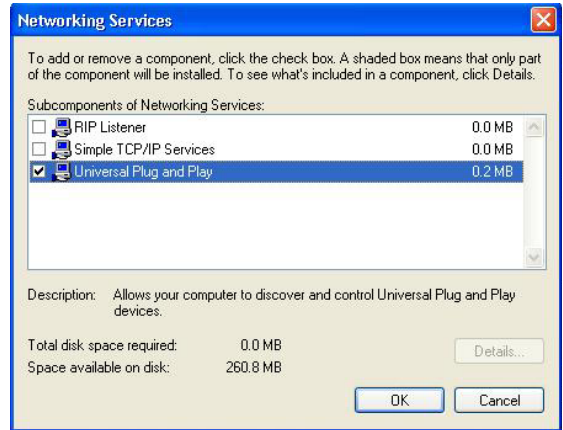 Networking Services
To add or remove a component, click the check box. A shaded box means that only part
of the component will be installed. To see what's included in a component, click Details.
Subcomponents of Networking Services:
RIP Listener 0.0 MB
Simple TCP/IP Services 0.0 MB
Universal Plug and Play 0.2 MB
Description: Allows your computer to discover and control Universal Plug and Play
devices.
Total disk space required: 0.0 MB
Space available on disk: 260.8 MB
Details...
OK Cancel